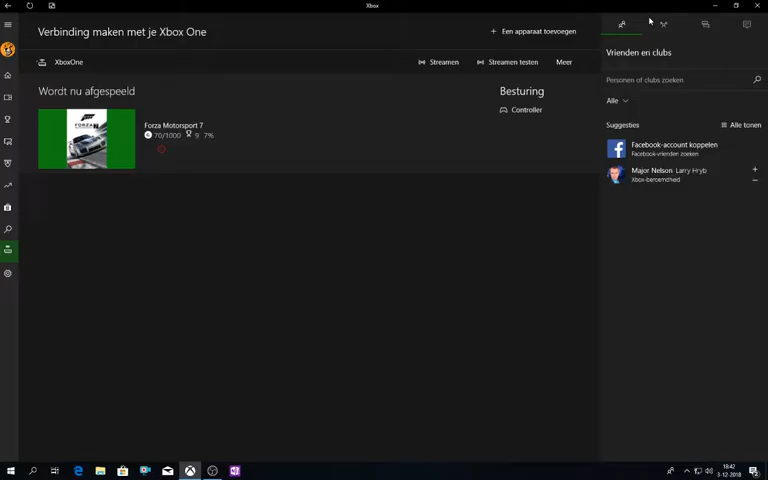 Xbox
Verbinding maken met je Xbox One
Een apparaat toevoegen
XboxOne
Streamen
Streamen testen
Meer
Wordt nu afgespeeld
Besturing
FORZA
Forza Motorsport 7
G 70/1000 9 7%
Controller
Vrienden en clubs
Personen of clubs zoeken
Alle
Suggesties
Alle tonen
Facebook-account koppelen
Facebook-vrienden zoeken
Major Nelson Larry Hryb
Xbox-beroemdheid
18:42
3-12-2018